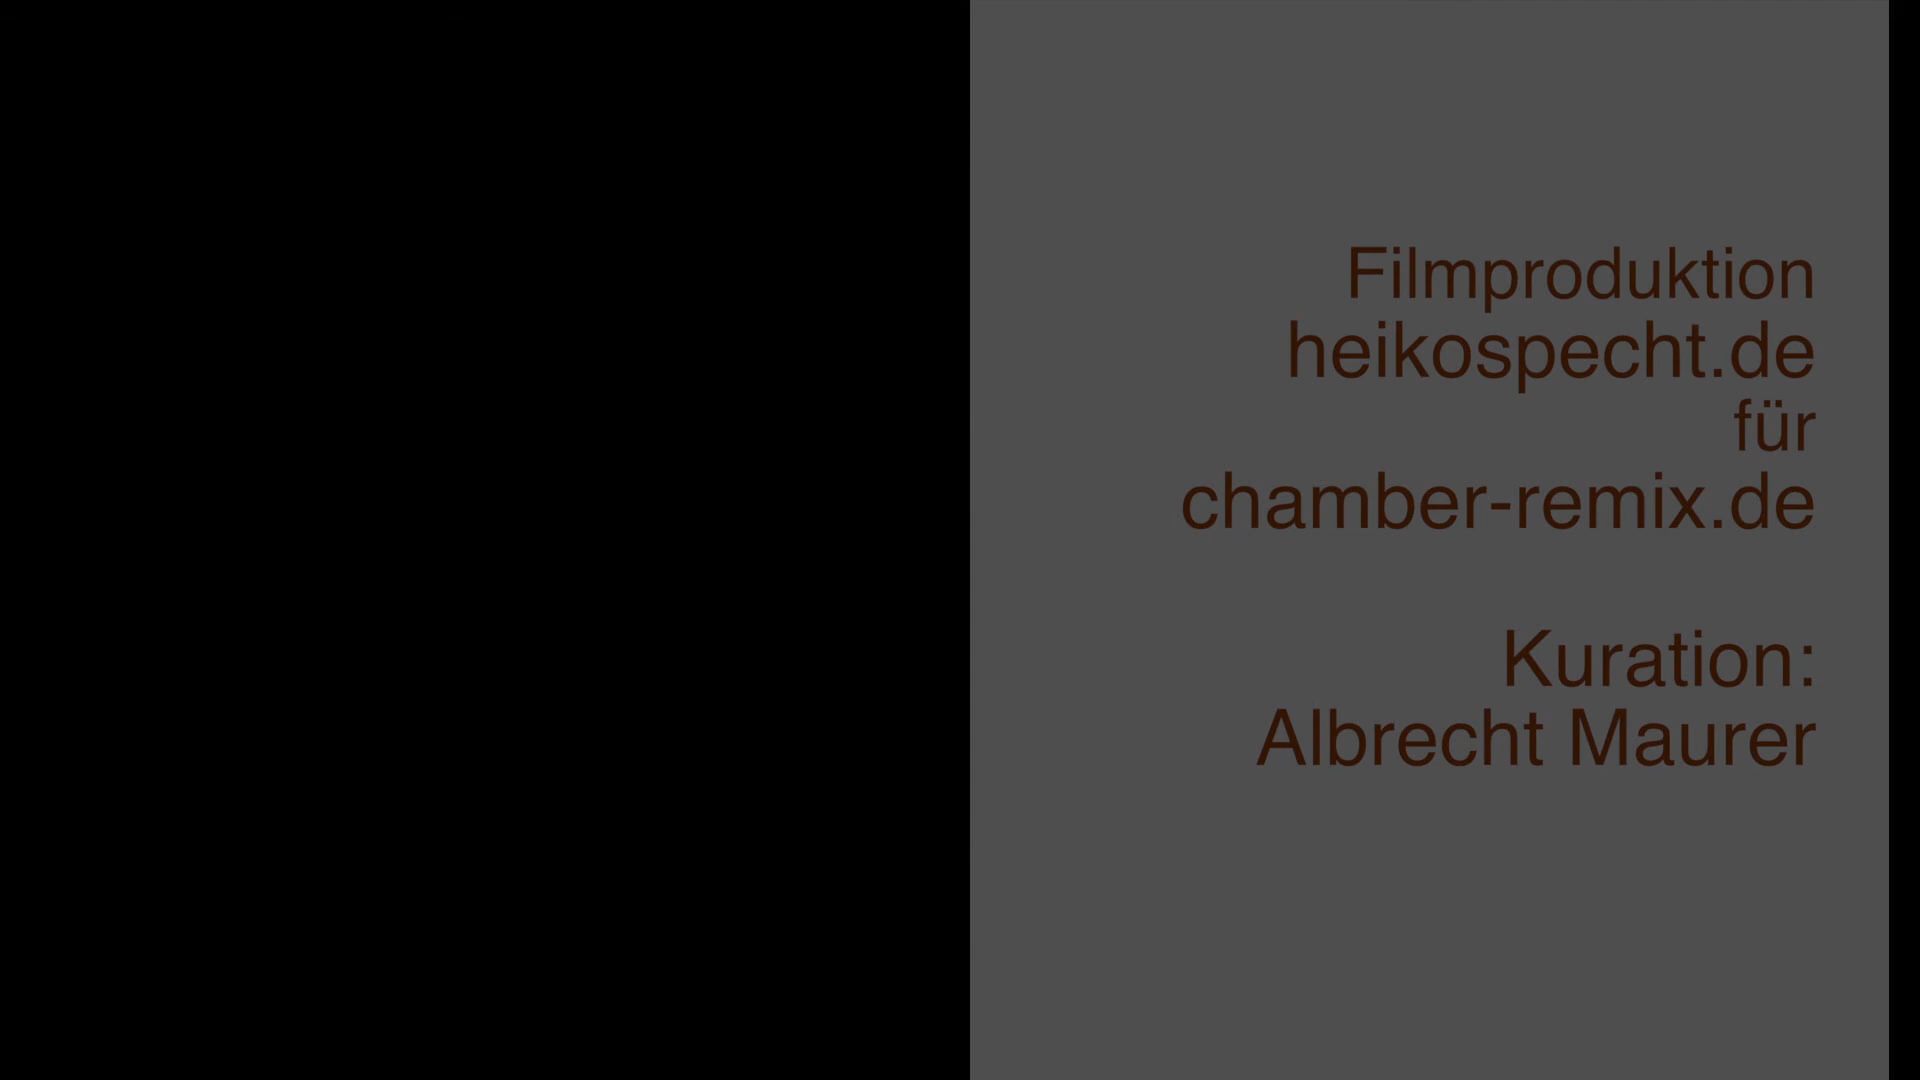 Filmproduktion
heikospecht.de
für
chamber-remix.de
Kuration:
Albrecht Maurer